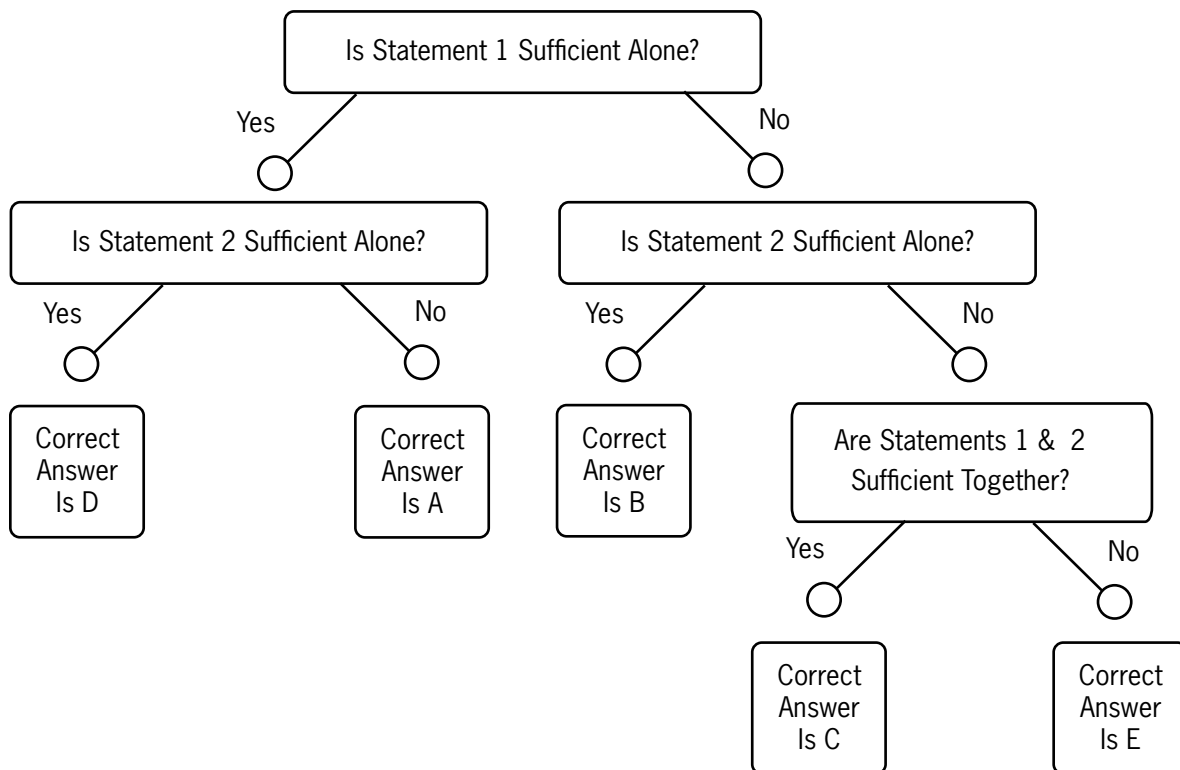 Is Statement 1 Sufficient Alone?
Yes
No
Is Statement 2 Sufficient Alone?
Is Statement 2 Sufficient Alone?
Yes
No
Yes
No
Correct
Answer
Is D
Correct
Answer
Is A
Correct
Answer
Is B
Are Statements 1 & 2
Sufficient Together?
Yes
No
Correct
Answer
Is C
Correct
Answer
Is E